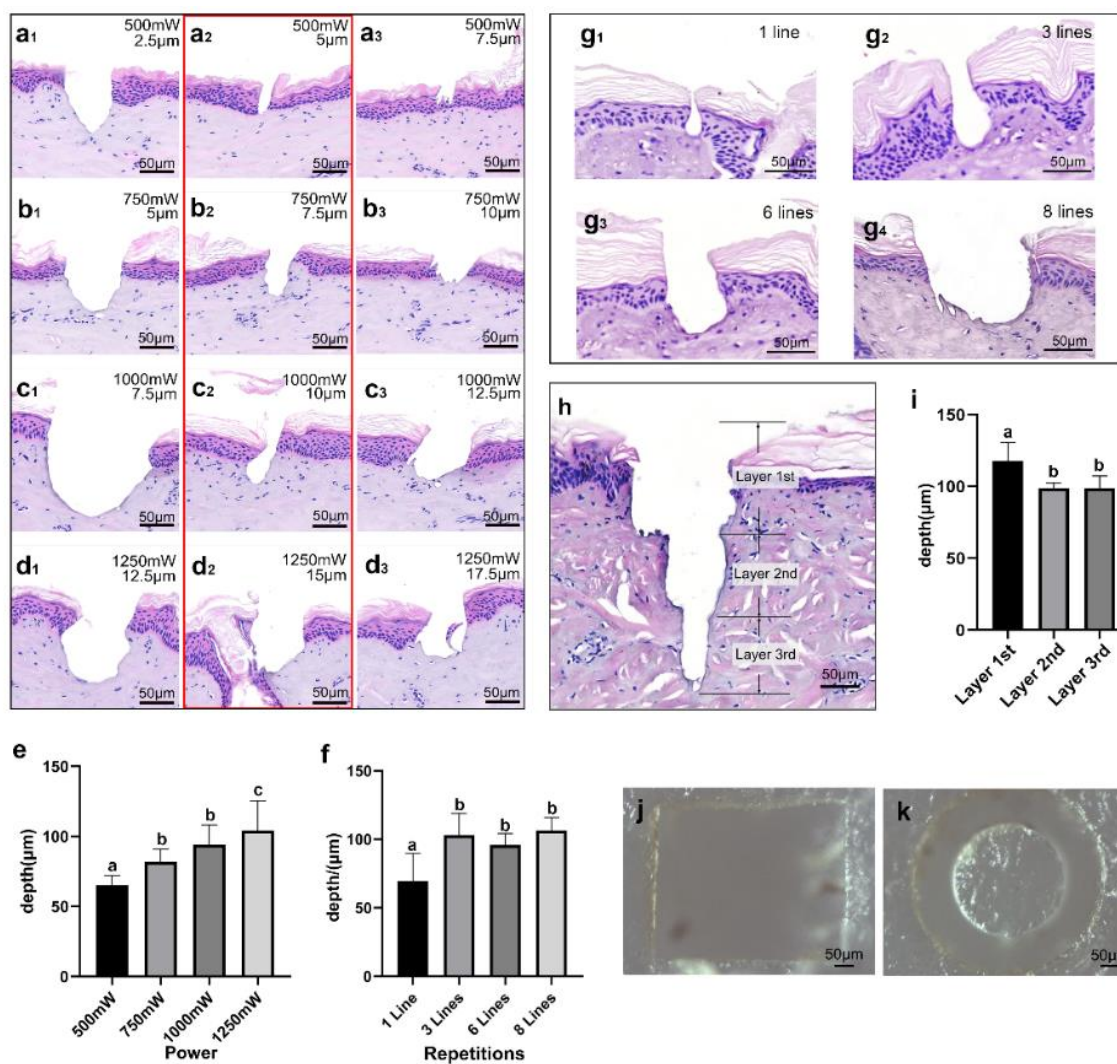 a1
500mW
2.5μm
50μm
a2
500mW
5μm
50μm
a3
500mW
7.5μm
50μm
b1
750mW
5μm
50μm
b2
750mW
7.5μm
50μm
b3
750mW
10μm
50μm
c1
1000mW
7.5μm
50μm
c2
1000mW
10μm
50μm
c3
1000mW
12.5μm
50μm
d1
1250mW
12.5μm
50μm
d2
1250mW
15μm
50μm
d3
1250mW
17.5μm
50μm
g1
1 line
50μm
g2
3 lines
50μm
g3
6 lines
50μm
g4
8 lines
50μm
h
Layer 1st
Layer 2nd
Layer 3rd
50μm
i
depth(μm)
150
100
50
0
a
b
b
Layer 1st
Layer 2nd
Layer 3rd
e
depth(μm)
150
100
50
0
a
b
b
c
500mW
750mW
1000mW
1250mW
Power
f
depth/(μm)
150
100
50
0
a
b
b
b
1 Line
3 Lines
6 Lines
8 Lines
Repetitions
j
50μm
k
50μ